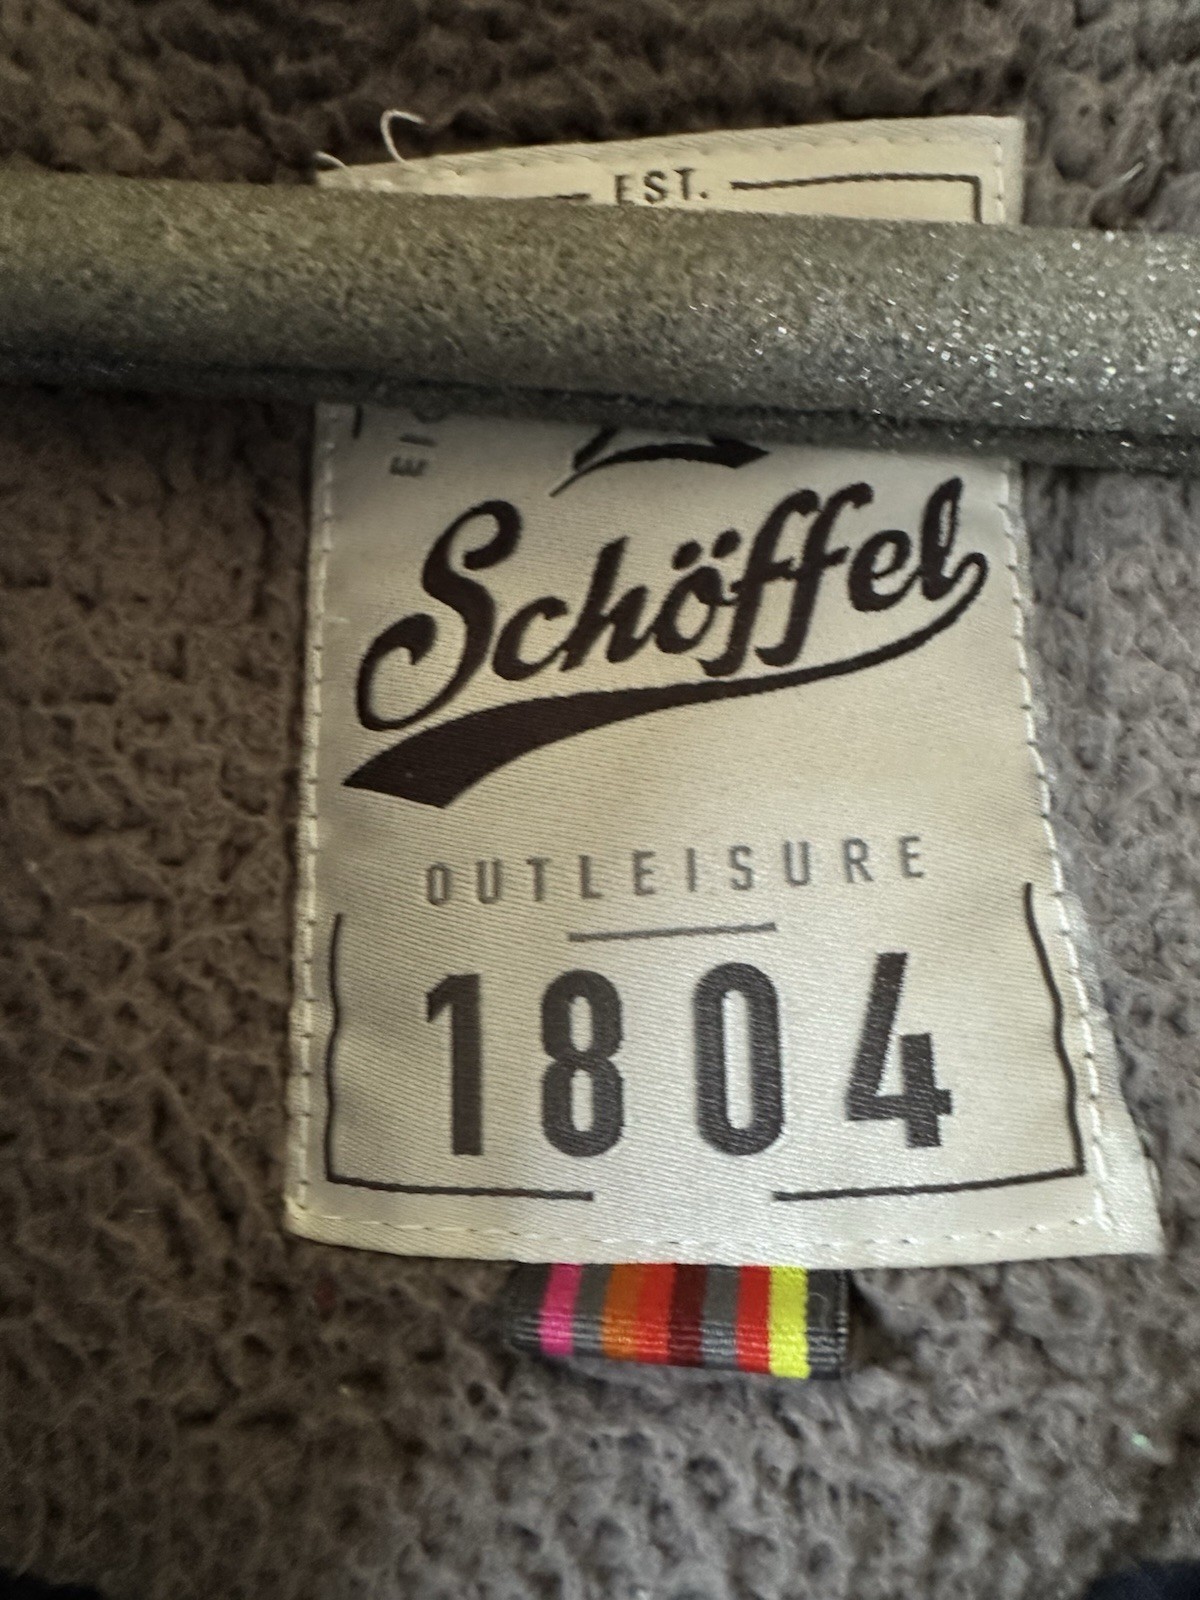 EST.
Schöffel
OUTLEISURE
1804